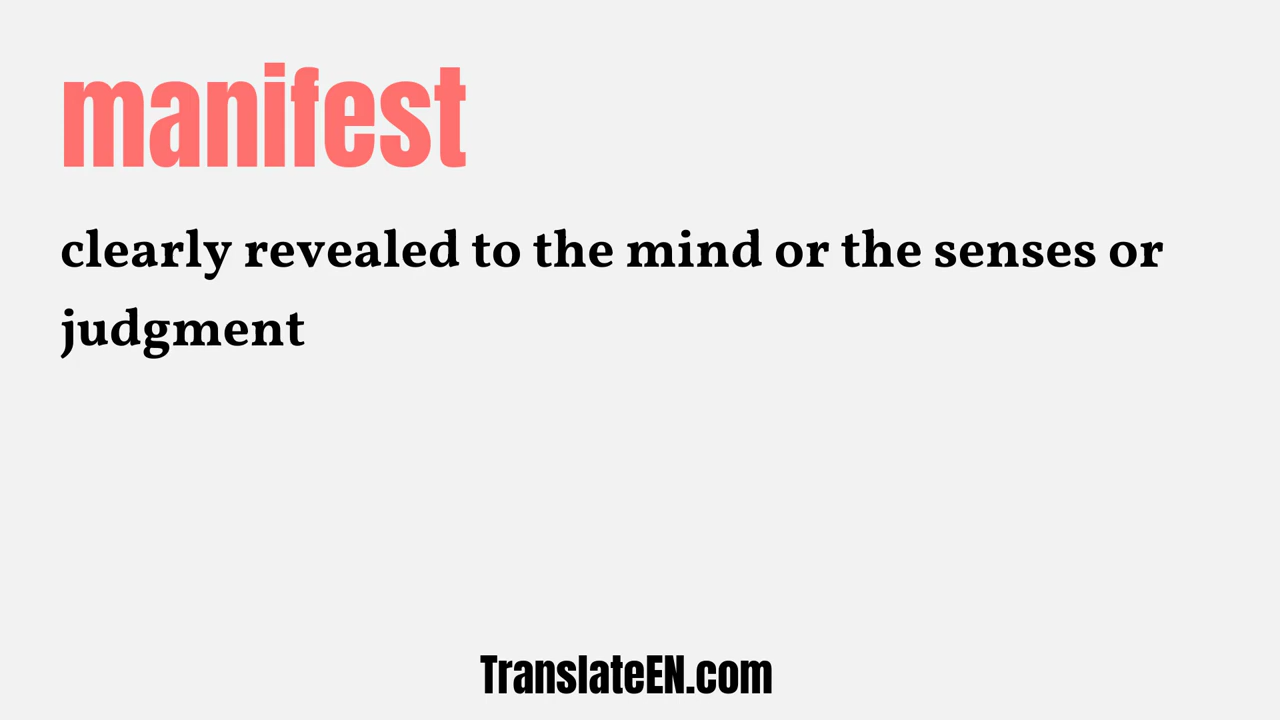 manifest
clearly revealed to the mind or the senses or
judgment
TranslateEN.com